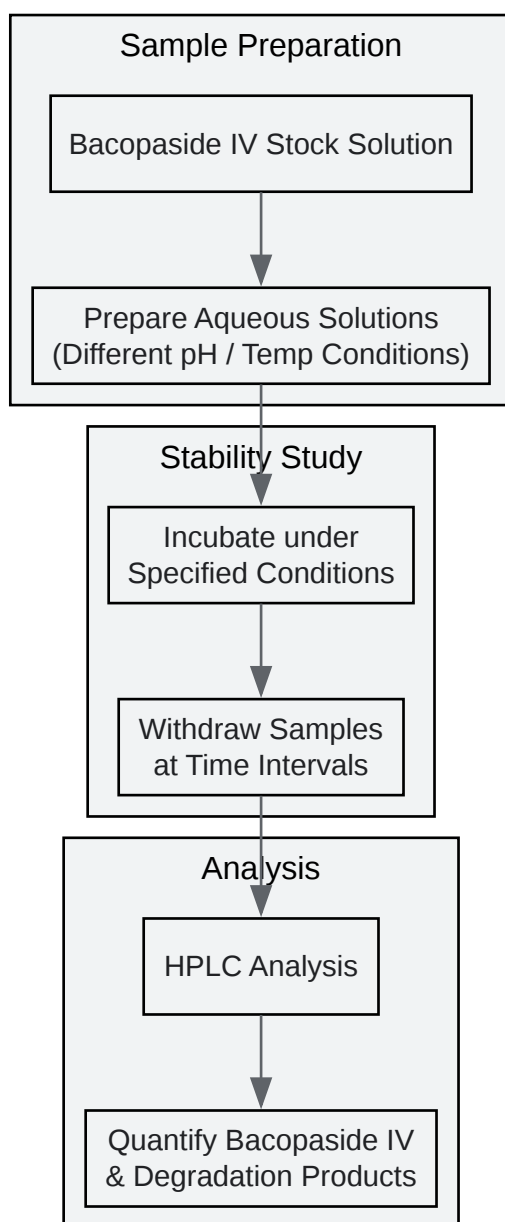 Sample Preparation
Bacopaside IV Stock Solution
Prepare Aqueous Solutions
(Different pH / Temp Conditions)
Stability Study
Incubate under
Specified Conditions
Withdraw Samples
at Time Intervals
Analysis
HPLC Analysis
Quantify Bacopaside IV
& Degradation Products